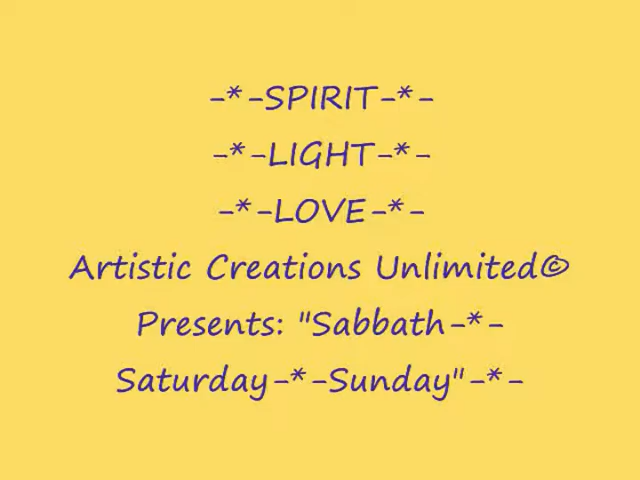 -*-SPIRIT-*-
-*-LIGHT-*-
-*-LOVE-*-
Artistic Creations Unlimited©
Presents: "Sabbath-*-
Saturday-*-Sunday"-*-